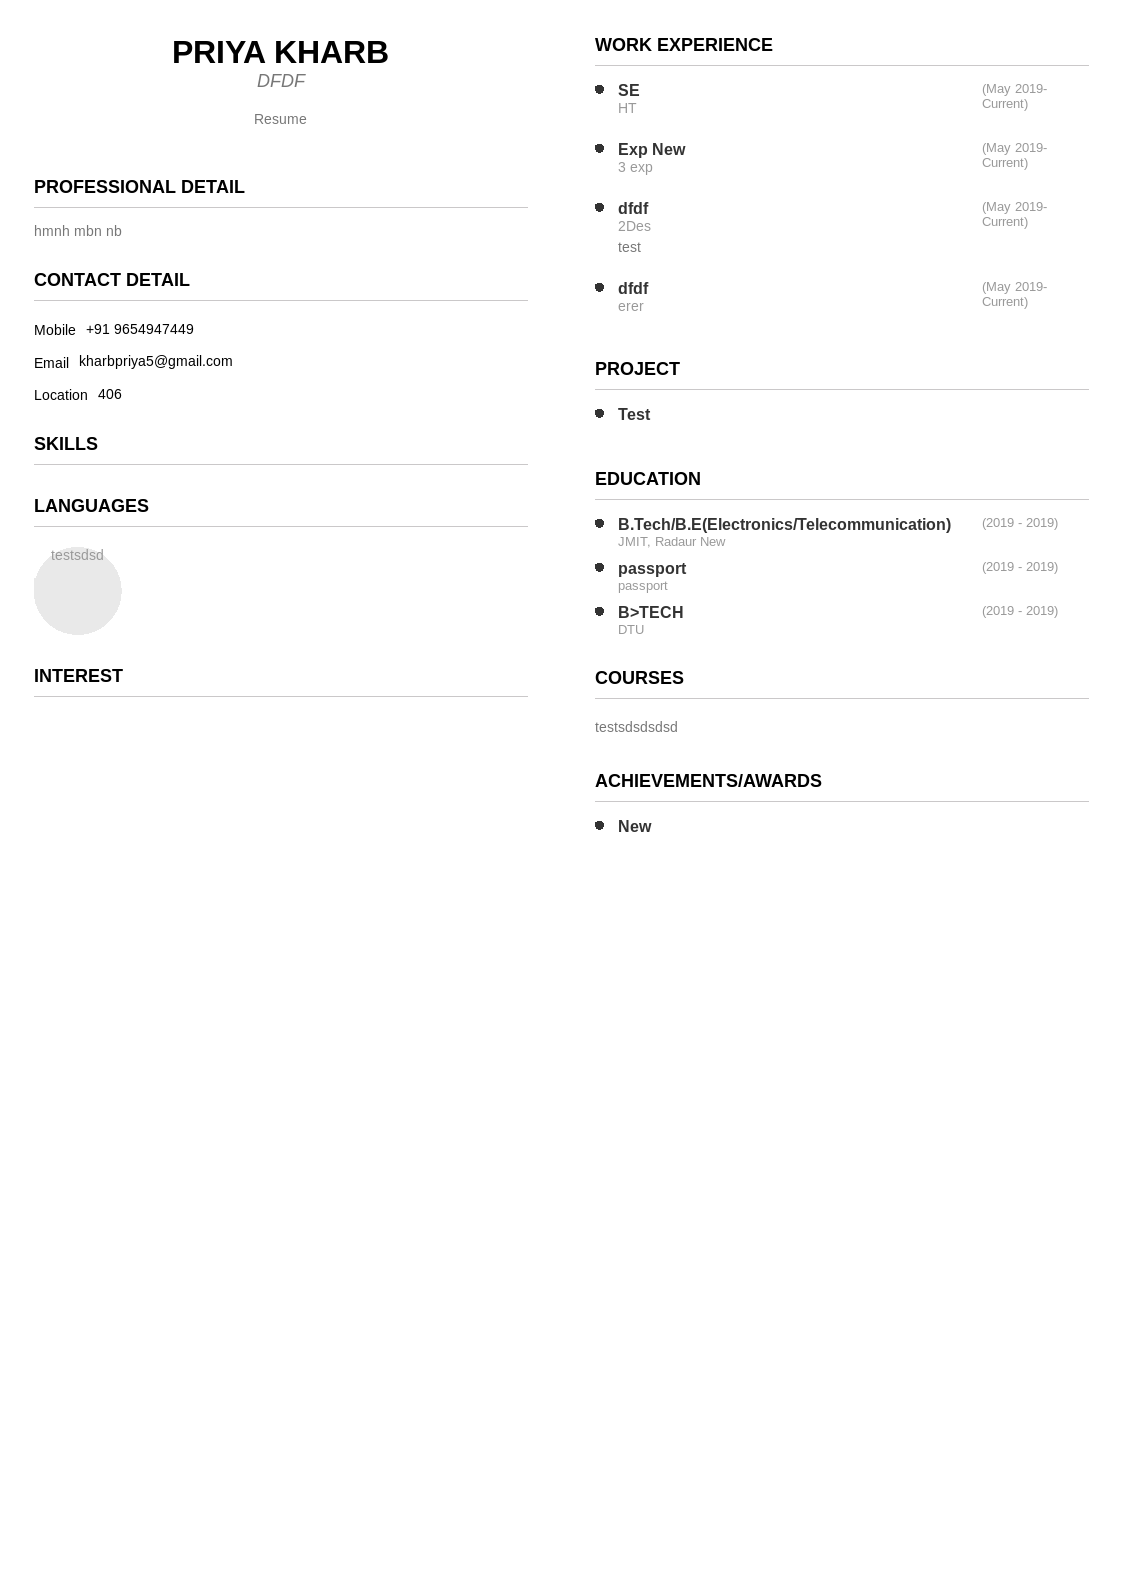 PRIYA KHARB
DFDF
Resume
PROFESSIONAL DETAIL
hmnh mbn nb
CONTACT DETAIL
Mobile +91 9654947449
Email kharbpriya5@gmail.com
Location 406
SKILLS
LANGUAGES
testsdsd
INTEREST
WORK EXPERIENCE
SE (May 2019-
HT Current)
Exp New (May 2019-
3 exp Current)
dfdf (May 2019-
2Des Current)
test
dfdf (May 2019-
erer Current)
PROJECT
Test
EDUCATION
B.Tech/B.E(Electronics/Telecommunication) (2019 - 2019)
JMIT, Radaur New
passport (2019 - 2019)
passport
B>TECH (2019 - 2019)
DTU
COURSES
testsdsdsdsd
ACHIEVEMENTS/AWARDS
New